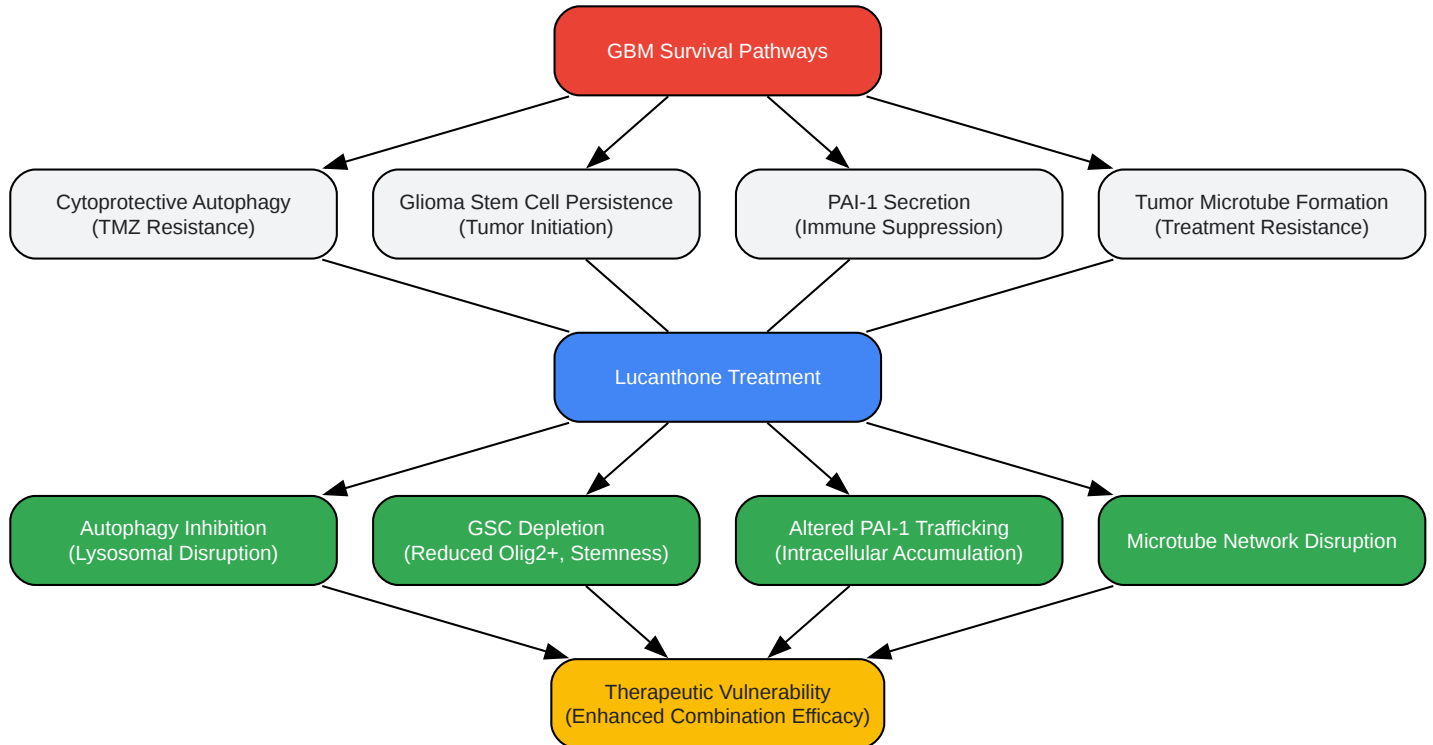 GBM Survival Pathways
Cytoprotective Autophagy
(TMZ Resistance)
Glioma Stem Cell Persistence
(Tumor Initiation)
PAI-1 Secretion
(Immune Suppression)
Tumor Microtube Formation
(Treatment Resistance)
Lucanthone Treatment
Autophagy Inhibition
(Lysosomal Disruption)
GSC Depletion
(Reduced Olig2+, Stemness)
Altered PAI-1 Trafficking
(Intracellular Accumulation)
Microtube Network Disruption
Therapeutic Vulnerability
(Enhanced Combination Efficacy)